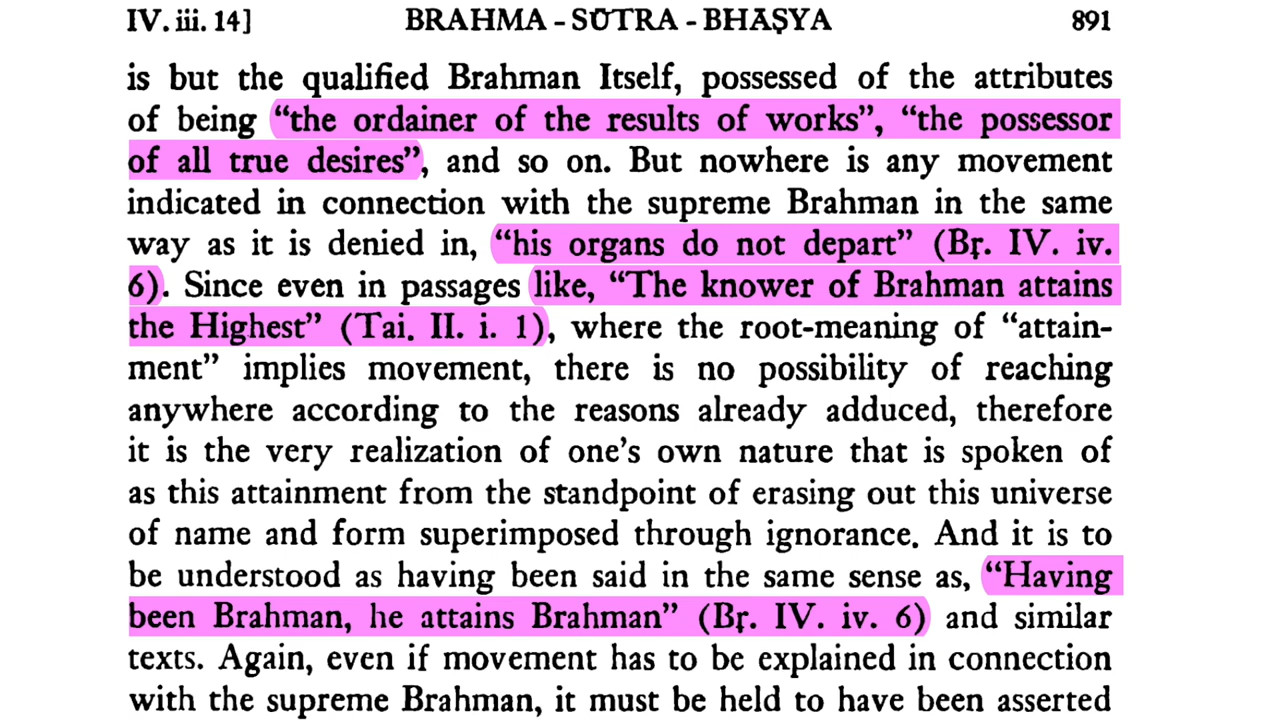 IV. iii. 14] BRAHMA - SŪTRA - BHĀṢYA 891
is but the qualified Brahman Itself, possessed of the attributes
of being “the ordainer of the results of works”, “the possessor
of all true desires”, and so on. But nowhere is any movement
indicated in connection with the supreme Brahman in the same
way as it is denied in, “his organs do not depart” (Bṛ. IV. iv.
6). Since even in passages like, “The knower of Brahman attains
the Highest” (Tai. II. i. 1), where the root-meaning of “attain-
ment” implies movement, there is no possibility of reaching
anywhere according to the reasons already adduced, therefore
it is the very realization of one’s own nature that is spoken of
as this attainment from the standpoint of erasing out this universe
of name and form superimposed through ignorance. And it is to
be understood as having been said in the same sense as, “Having
been Brahman, he attains Brahman” (Bṛ. IV. iv. 6) and similar
texts. Again, even if movement has to be explained in connection
with the supreme Brahman, it must be held to have been asserted